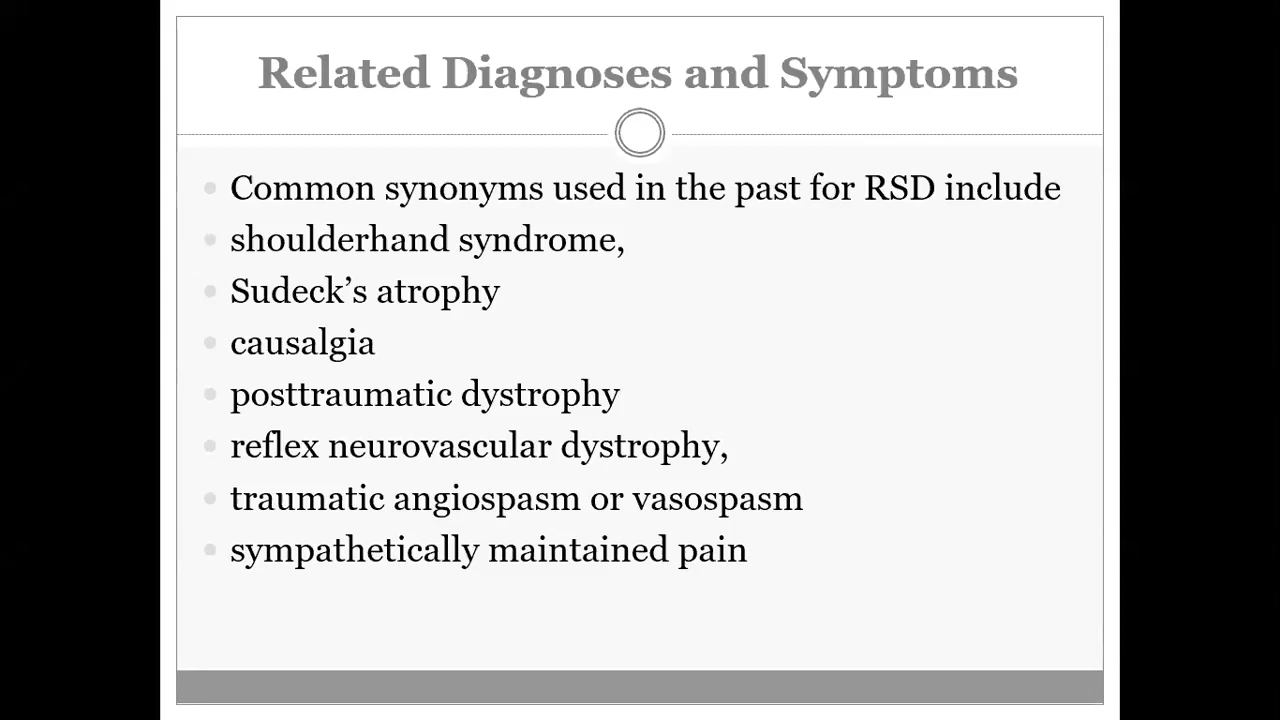 Related Diagnoses and Symptoms
Common synonyms used in the past for RSD include
shoulderhand syndrome,
Sudeck’s atrophy
causalgia
posttraumatic dystrophy
reflex neurovascular dystrophy,
traumatic angiospasm or vasospasm
sympathetically maintained pain